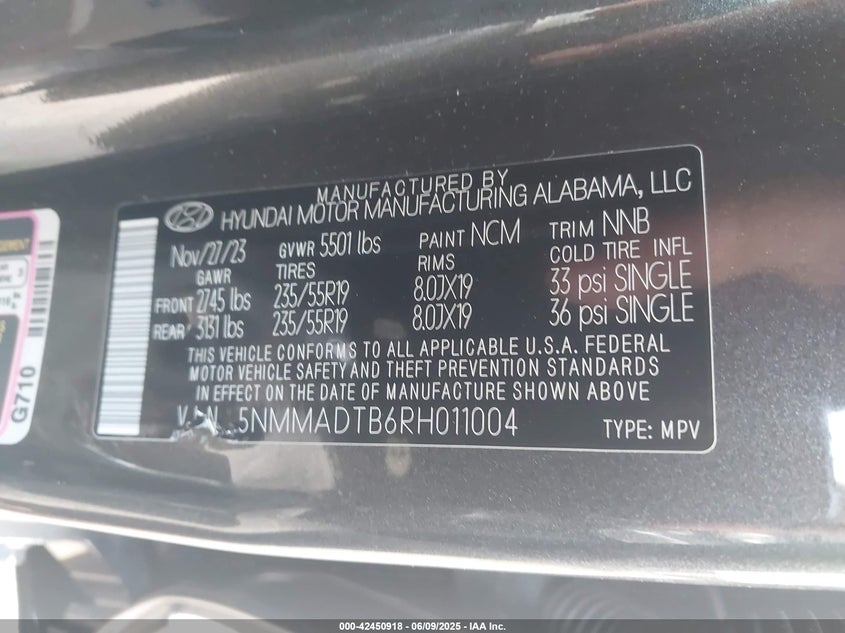 MANUFACTURED BY
HYUNDAI MOTOR MANUFACTURING ALABAMA, LLC
Nov/27/23 GVWR 5501 lbs PAINT NCM TRIM NNB
GAWR TIRES RIMS COLD TIRE INFL
FRONT 2745 lbs 235/55R19 8.0JX19 33 psi SINGLE
REAR 3131 lbs 235/55R19 8.0JX19 36 psi SINGLE
THIS VEHICLE CONFORMS TO ALL APPLICABLE U.S.A. FEDERAL
MOTOR VEHICLE SAFETY AND THEFT PREVENTION STANDARDS
IN EFFECT ON THE DATE OF MANUFACTURE SHOWN ABOVE
5NMMADTB6RH011004 TYPE: MPV
G710
000-42450918 - 06/09/2025 - IAA Inc.